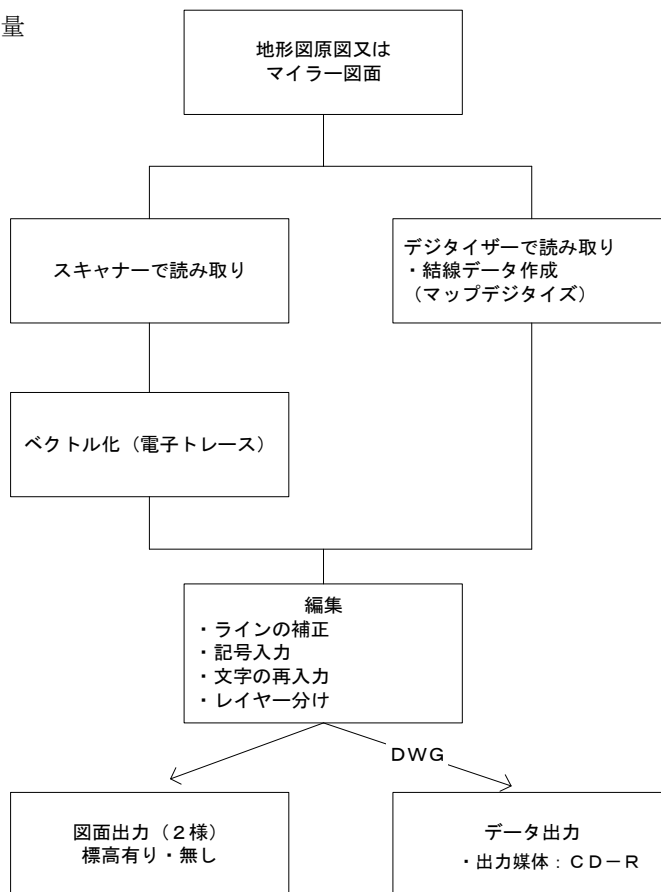 量
地形図原図又は
マイラー図面
スキャナーで読み取り
デジタイザーで読み取り
・結線データ作成
（マップデジタイズ）
ベクトル化（電子トレース）
編集
・ラインの補正
・記号入力
・文字の再入力
・レイヤー分け
ＤＷＧ
図面出力（２様）
標高有り・無し
データ出力
・出力媒体：ＣＤ－Ｒ